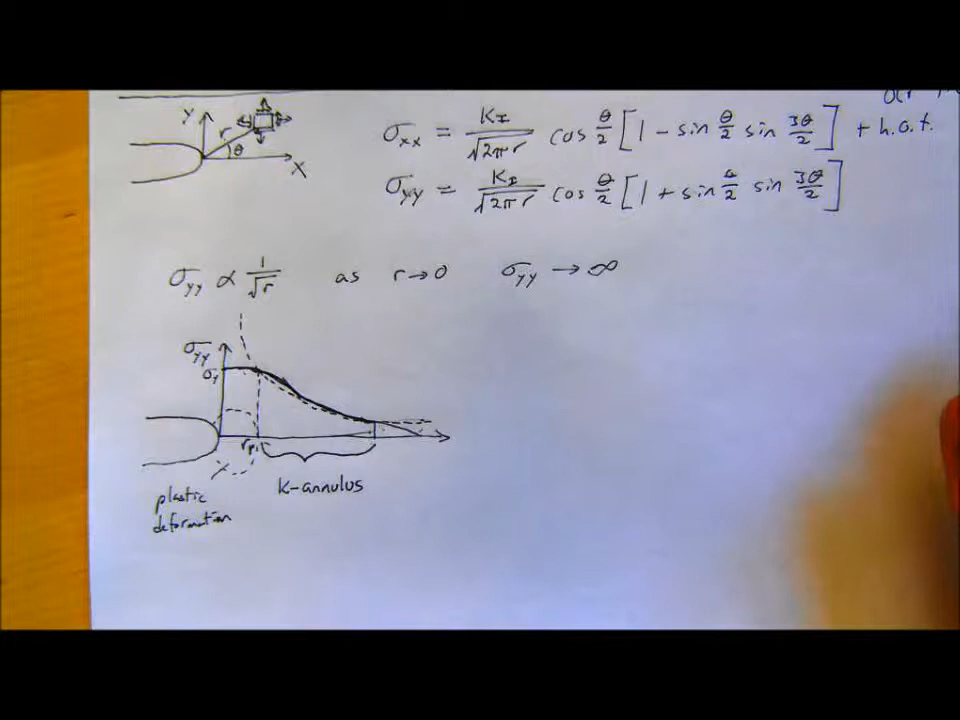 Y r θ X
σxx = KI/√2πr cos θ/2 [1 - sin θ/2 sin 3θ/2] + h.o.t.
σyy = KI/√2πr cos θ/2 [1 + sin θ/2 sin 3θ/2]
σyy ∝ 1/√r as r→0 σyy → ∞
σyy
σy
rp
K-annulus
plastic
deformation